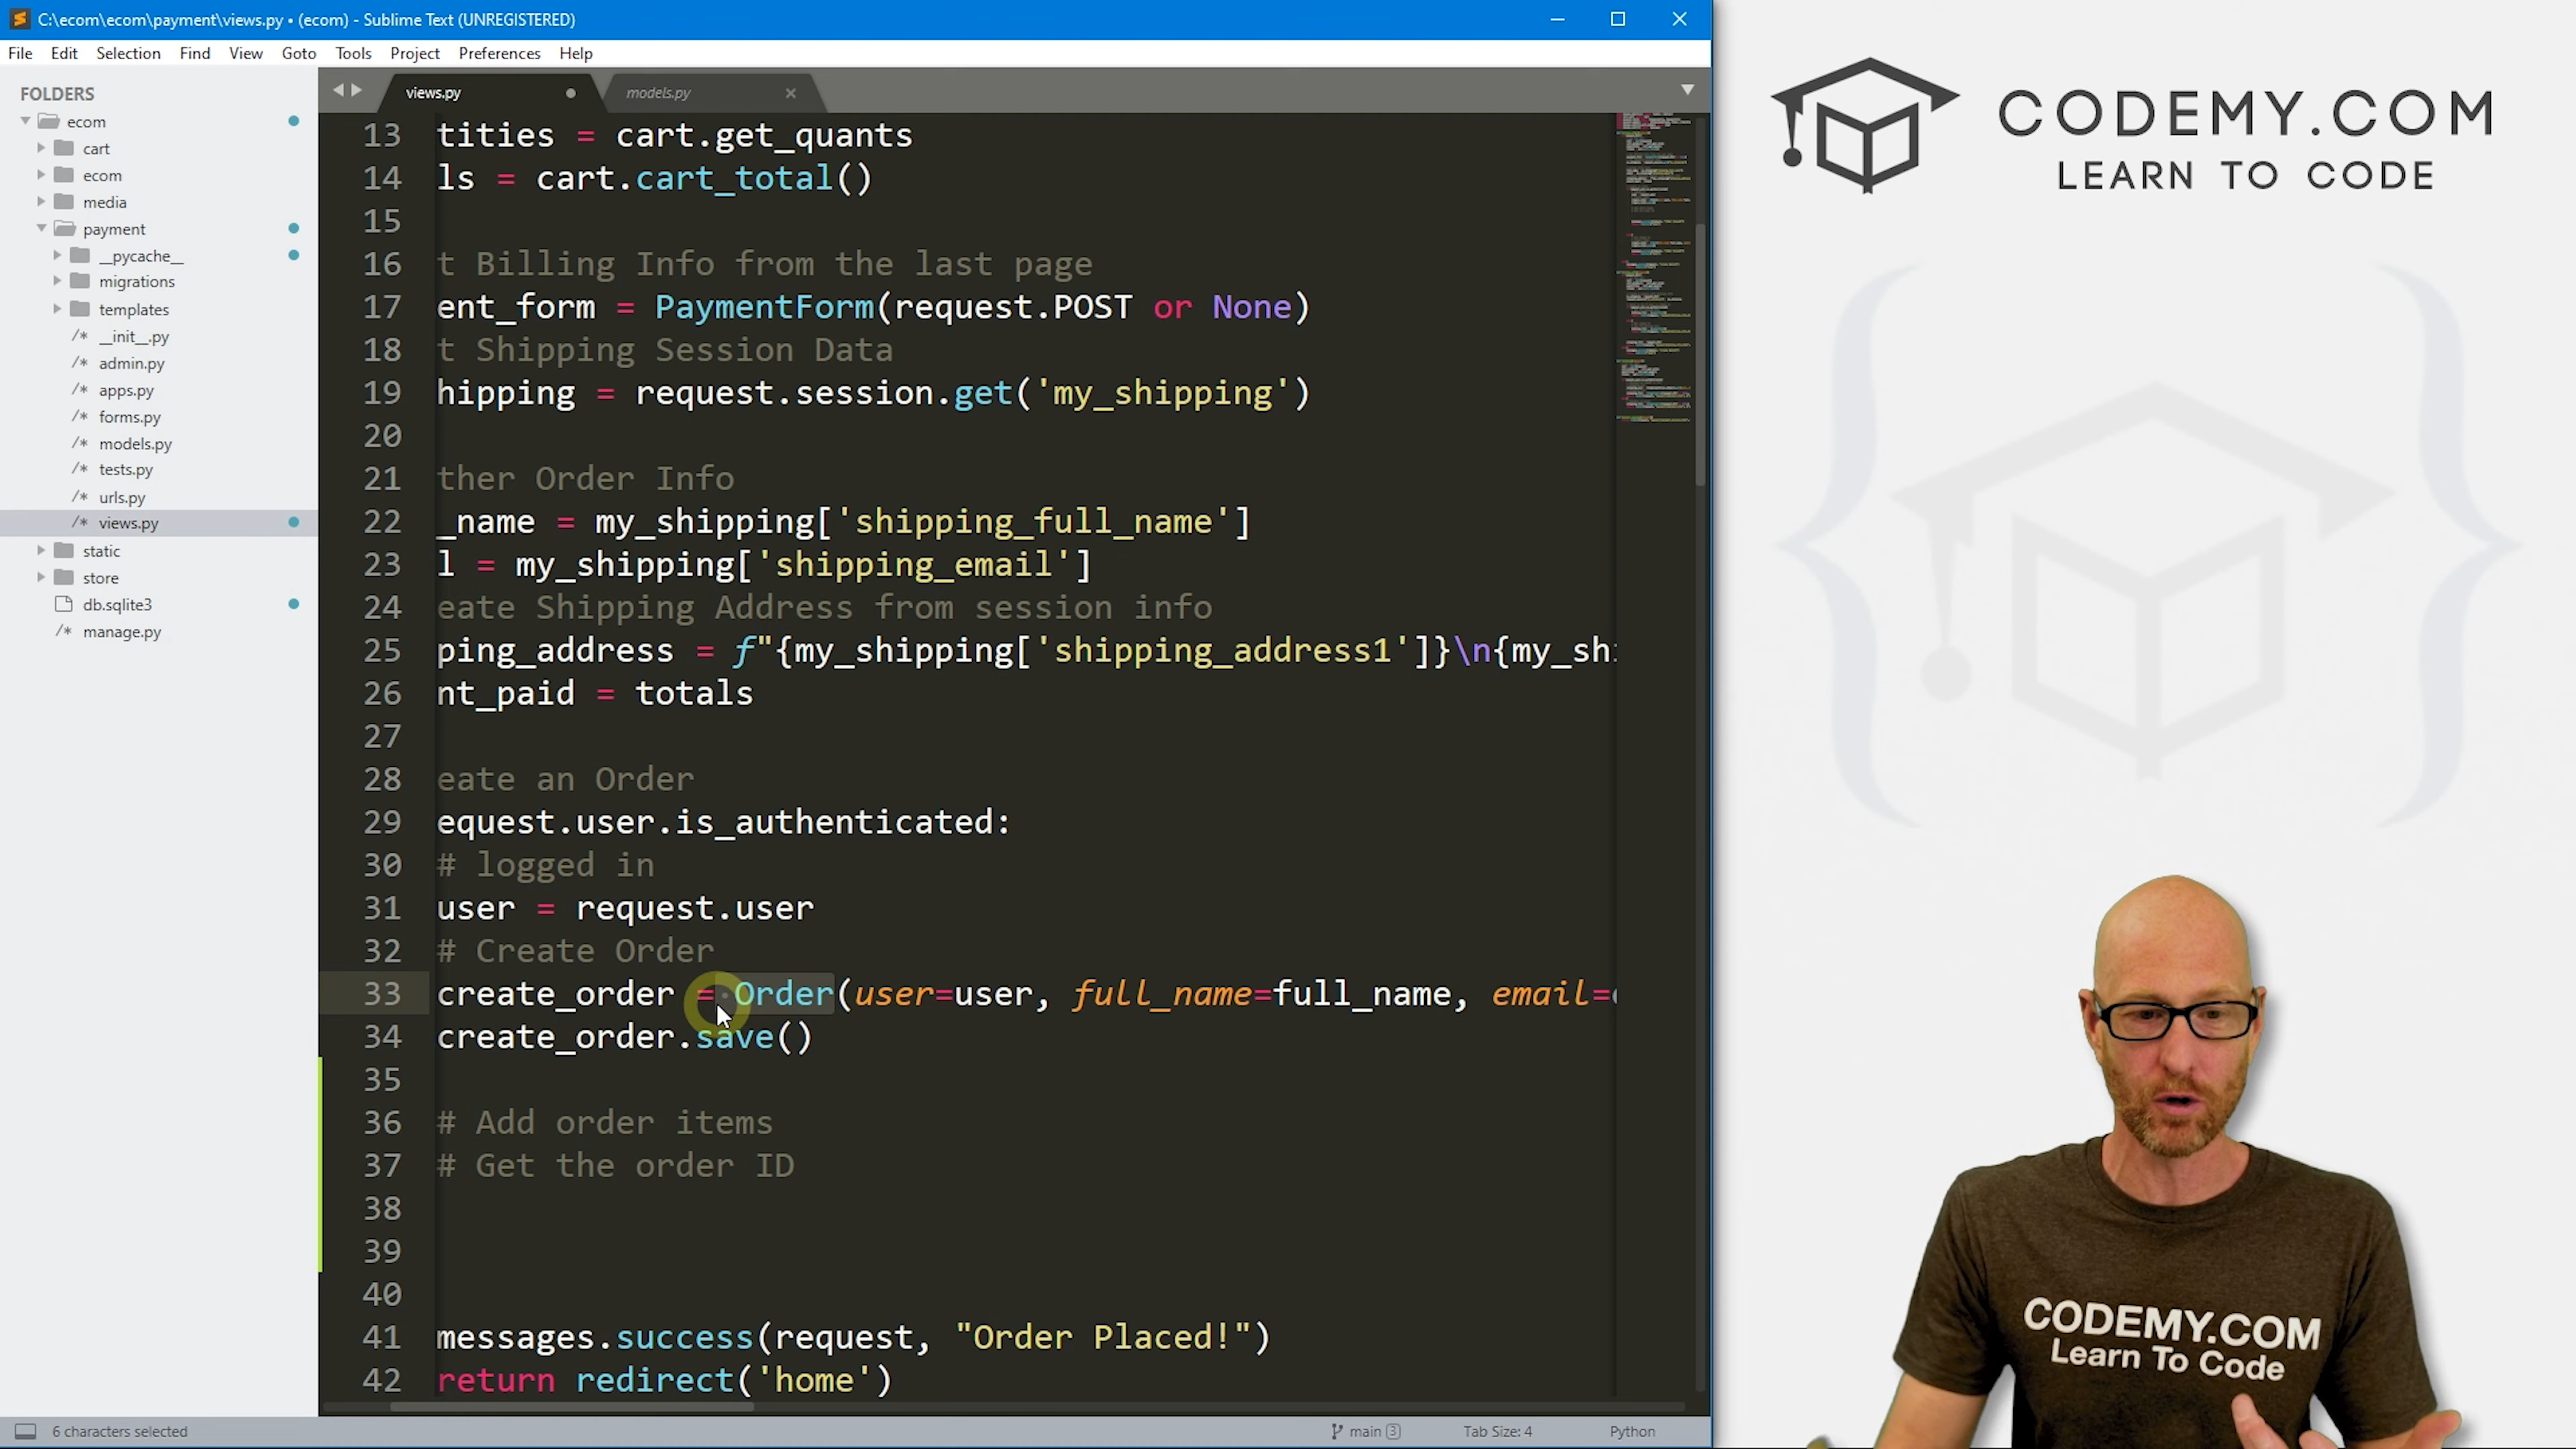 C:\ecom\ecom\payment\views.py • (ecom) - Sublime Text (UNREGISTERED)
File Edit Selection Find View Goto Tools Project Preferences Help
FOLDERS
ecom
cart
ecom
media
payment
__pycache__
migrations
templates
/* __init__.py
/* admin.py
/* apps.py
/* forms.py
/* models.py
/* tests.py
/* urls.py
/* views.py
static
store
db.sqlite3
/* manage.py
views.py
models.py
13 tities = cart.get_quants
14 ls = cart.cart_total()
15
16 t Billing Info from the last page
17 ent_form = PaymentForm(request.POST or None)
18 t Shipping Session Data
19 hipping = request.session.get('my_shipping')
20
21 ther Order Info
22 _name = my_shipping['shipping_full_name']
23 l = my_shipping['shipping_email']
24 eate Shipping Address from session info
25 ping_address = f"{my_shipping['shipping_address1']}\n{my_sh
26 nt_paid = totals
27
28 eate an Order
29 equest.user.is_authenticated:
30 # logged in
31 user = request.user
32 # Create Order
33 create_order = Order(user=user, full_name=full_name, email=
34 create_order.save()
35
36 # Add order items
37 # Get the order ID
38
39
40
41 messages.success(request, "Order Placed!")
42 return redirect('home')
6 characters selected
main 3
Tab Size: 4
Python
CODEMY.COM
LEARN TO CODE
CODEMY.COM
Learn To Code